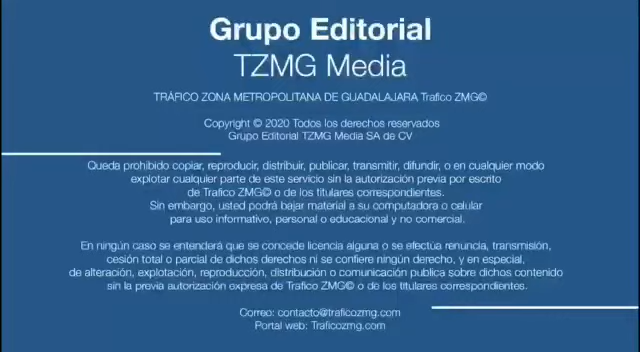 Grupo Editorial
TZMG Media
TRÁFICO ZONA METROPOLITANA DE GUADALAJARA Trafico ZMG©
Copyright © 2020 Todos los derechos reservados
Grupo Editorial TZMG Media SA de CV
Queda prohibido copiar, reproducir, distribuir, publicar, transmitir, difundir, o en cualquier modo
explotar cualquier parte de este servicio sin la autorización previa por escrito
de Trafico ZMG© o de los titulares correspondientes.
Sin embargo, usted podrá bajar material a su computadora o celular
para uso informativo, personal o educacional y no comercial.
En ningún caso se entenderá que se concede licencia alguna o se efectúa renuncia, transmisión,
cesión total o parcial de dichos derechos ni se confiere ningún derecho, y en especial,
de alteración, explotación, reproducción, distribución o comunicación publica sobre dichos contenido
sin la previa autorización expresa de Trafico ZMG© o de los titulares correspondientes.
Correo: contacto@traficozmg.com
Portal web: Traficozmg.com